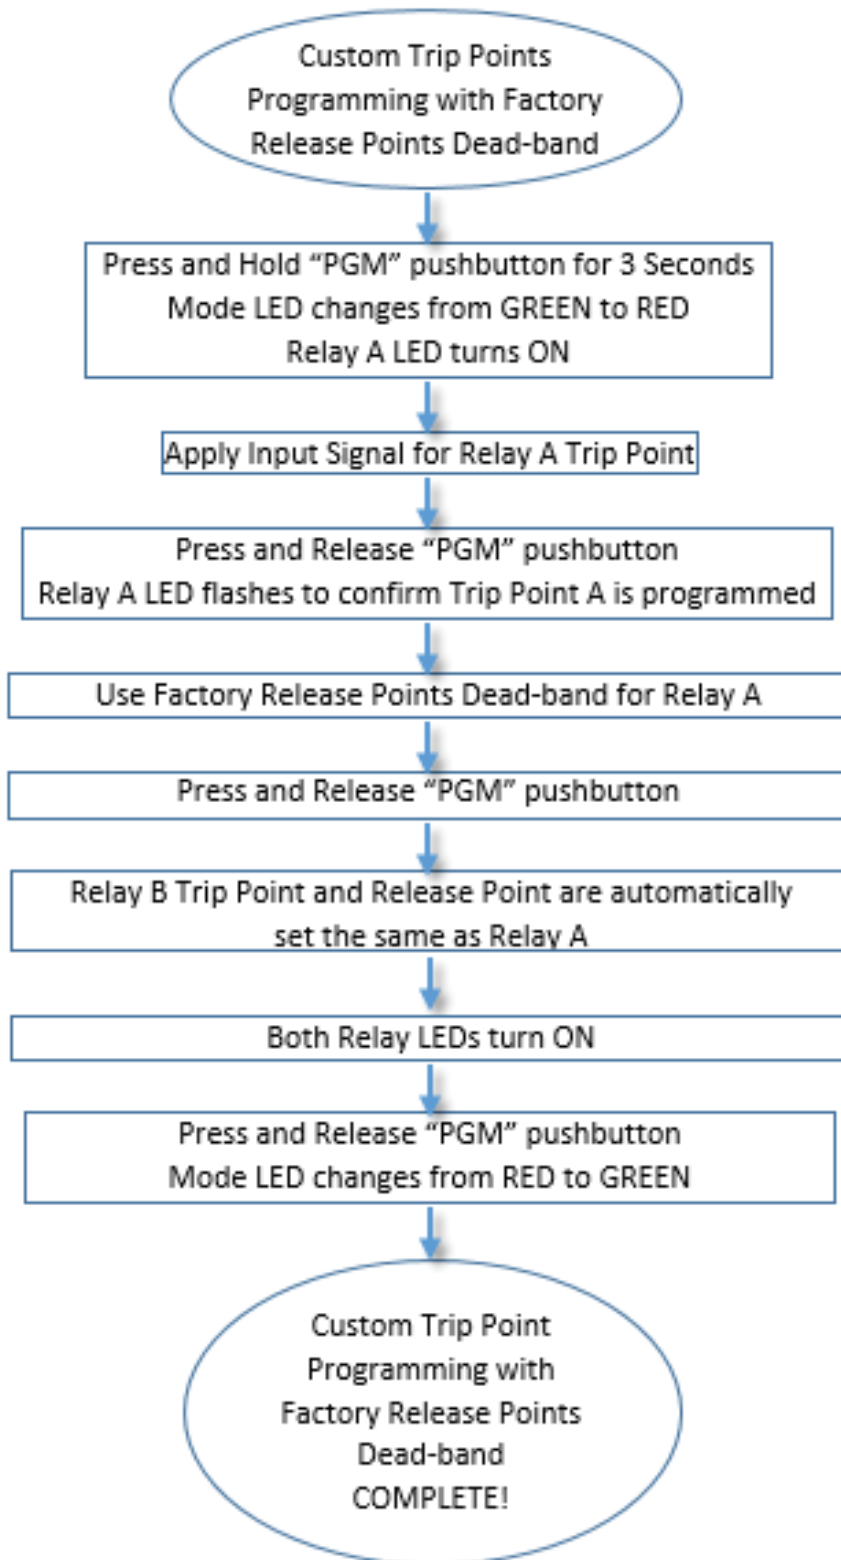 Custom Trip Points
Programming with Factory
Release Points Dead-band
Press and Hold “PGM” pushbutton for 3 Seconds
Mode LED changes from GREEN to RED
Relay A LED turns ON
Apply Input Signal for Relay A Trip Point
Press and Release “PGM” pushbutton
Relay A LED flashes to confirm Trip Point A is programmed
Use Factory Release Points Dead-band for Relay A
Press and Release “PGM” pushbutton
Relay B Trip Point and Release Point are automatically
set the same as Relay A
Both Relay LEDs turn ON
Press and Release “PGM” pushbutton
Mode LED changes from RED to GREEN
Custom Trip Point
Programming with
Factory Release Points
Dead-band
COMPLETE!